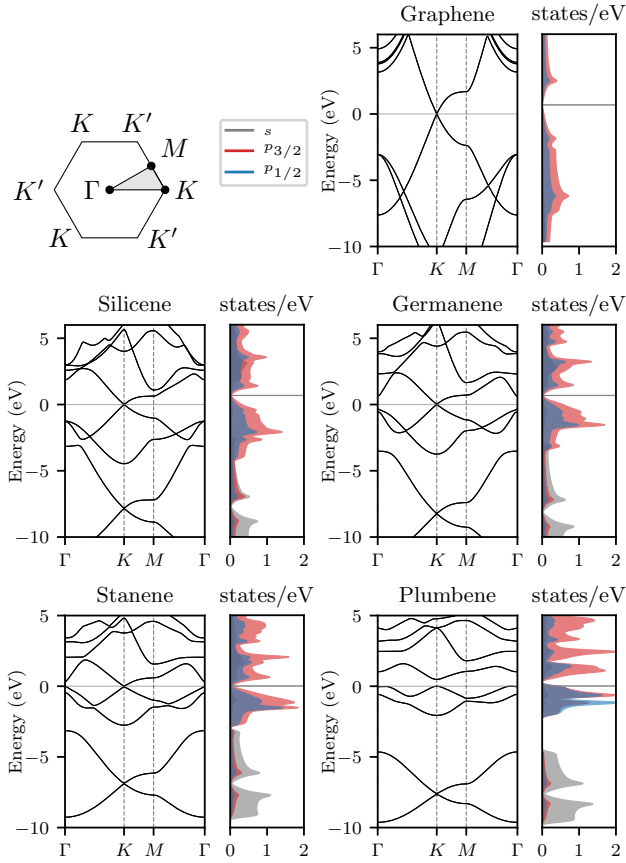 Graphene
states/eV
K
K′
M
K′
Γ
K
K
K′
s
p3/2
p1/2
Energy (eV)
5
0
−5
−10
Γ
K
M
Γ
0
1
2
Silicene
states/eV
Energy (eV)
5
0
−5
−10
Γ
K
M
Γ
0
1
2
Germanene
states/eV
Energy (eV)
5
0
−5
−10
Γ
K
M
Γ
0
1
2
Stanene
states/eV
Energy (eV)
5
0
−5
−10
Γ
K
M
Γ
0
1
2
Plumbene
states/eV
Energy (eV)
5
0
−5
−10
Γ
K
M
Γ
0
1
2